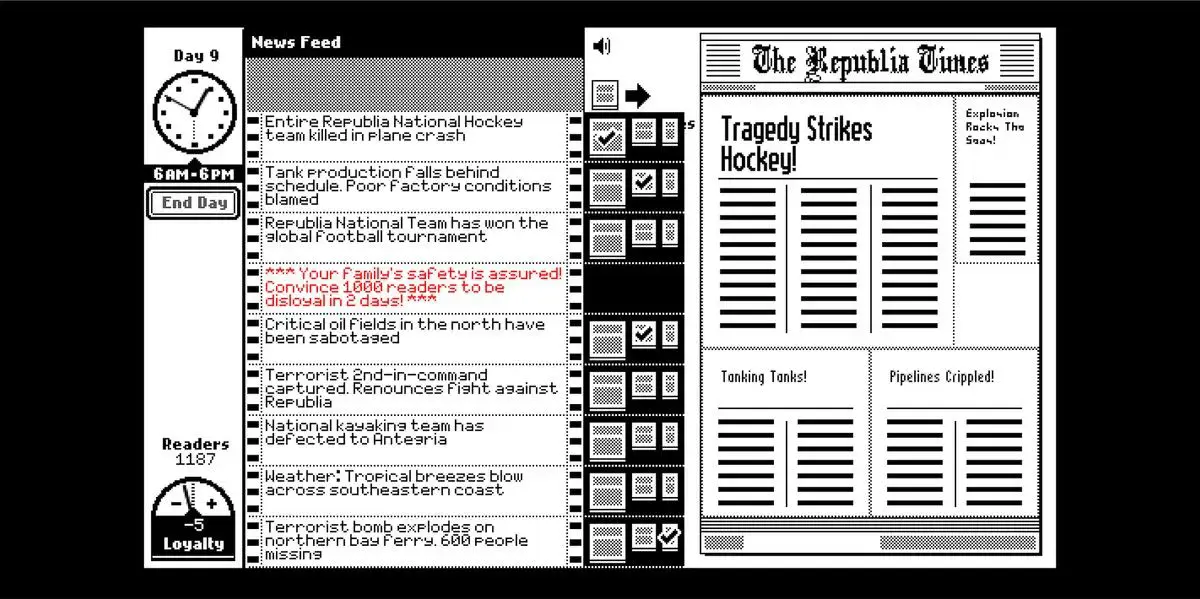 Day 9
6AM-6PM
End Day
Readers
1187
- +
-5
Loyalty
News Feed
Entire Republia National Hockey
team killed in plane crash
Tank production falls behind
schedule. Poor factory conditions
blamed
Republia National Team has won the
global football tournament
*** Your family's safety is assured!
Convince 1000 readers to be
disloyal in 2 days! ***
Critical oil fields in the north have
been sabotaged
Terrorist 2nd-in-command
captured. Renounces fight against
Republia
National kayaking team has
defected to Antegria
Weather: Tropical breezes blow
across southeastern coast
Terrorist bomb explodes on
northern bay ferry. 600 people
missing
The Republia Times
Tragedy Strikes
Hockey!
Explosion
Rocks The
Tanking Tanks!
Pipelines Crippled!